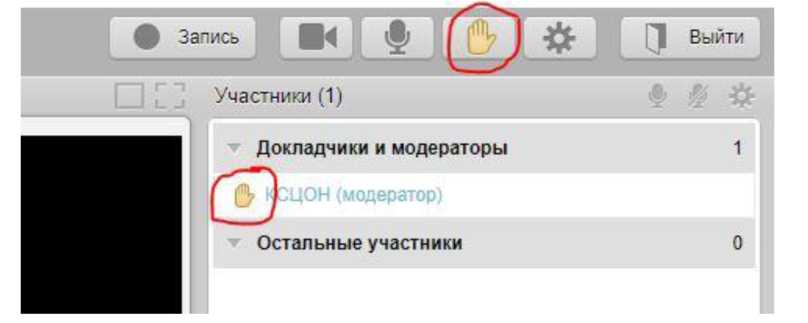 Запись Выйти
Участники (1)
Докладчики и модераторы 1
КСЦОН (модератор)
Остальные участники 0